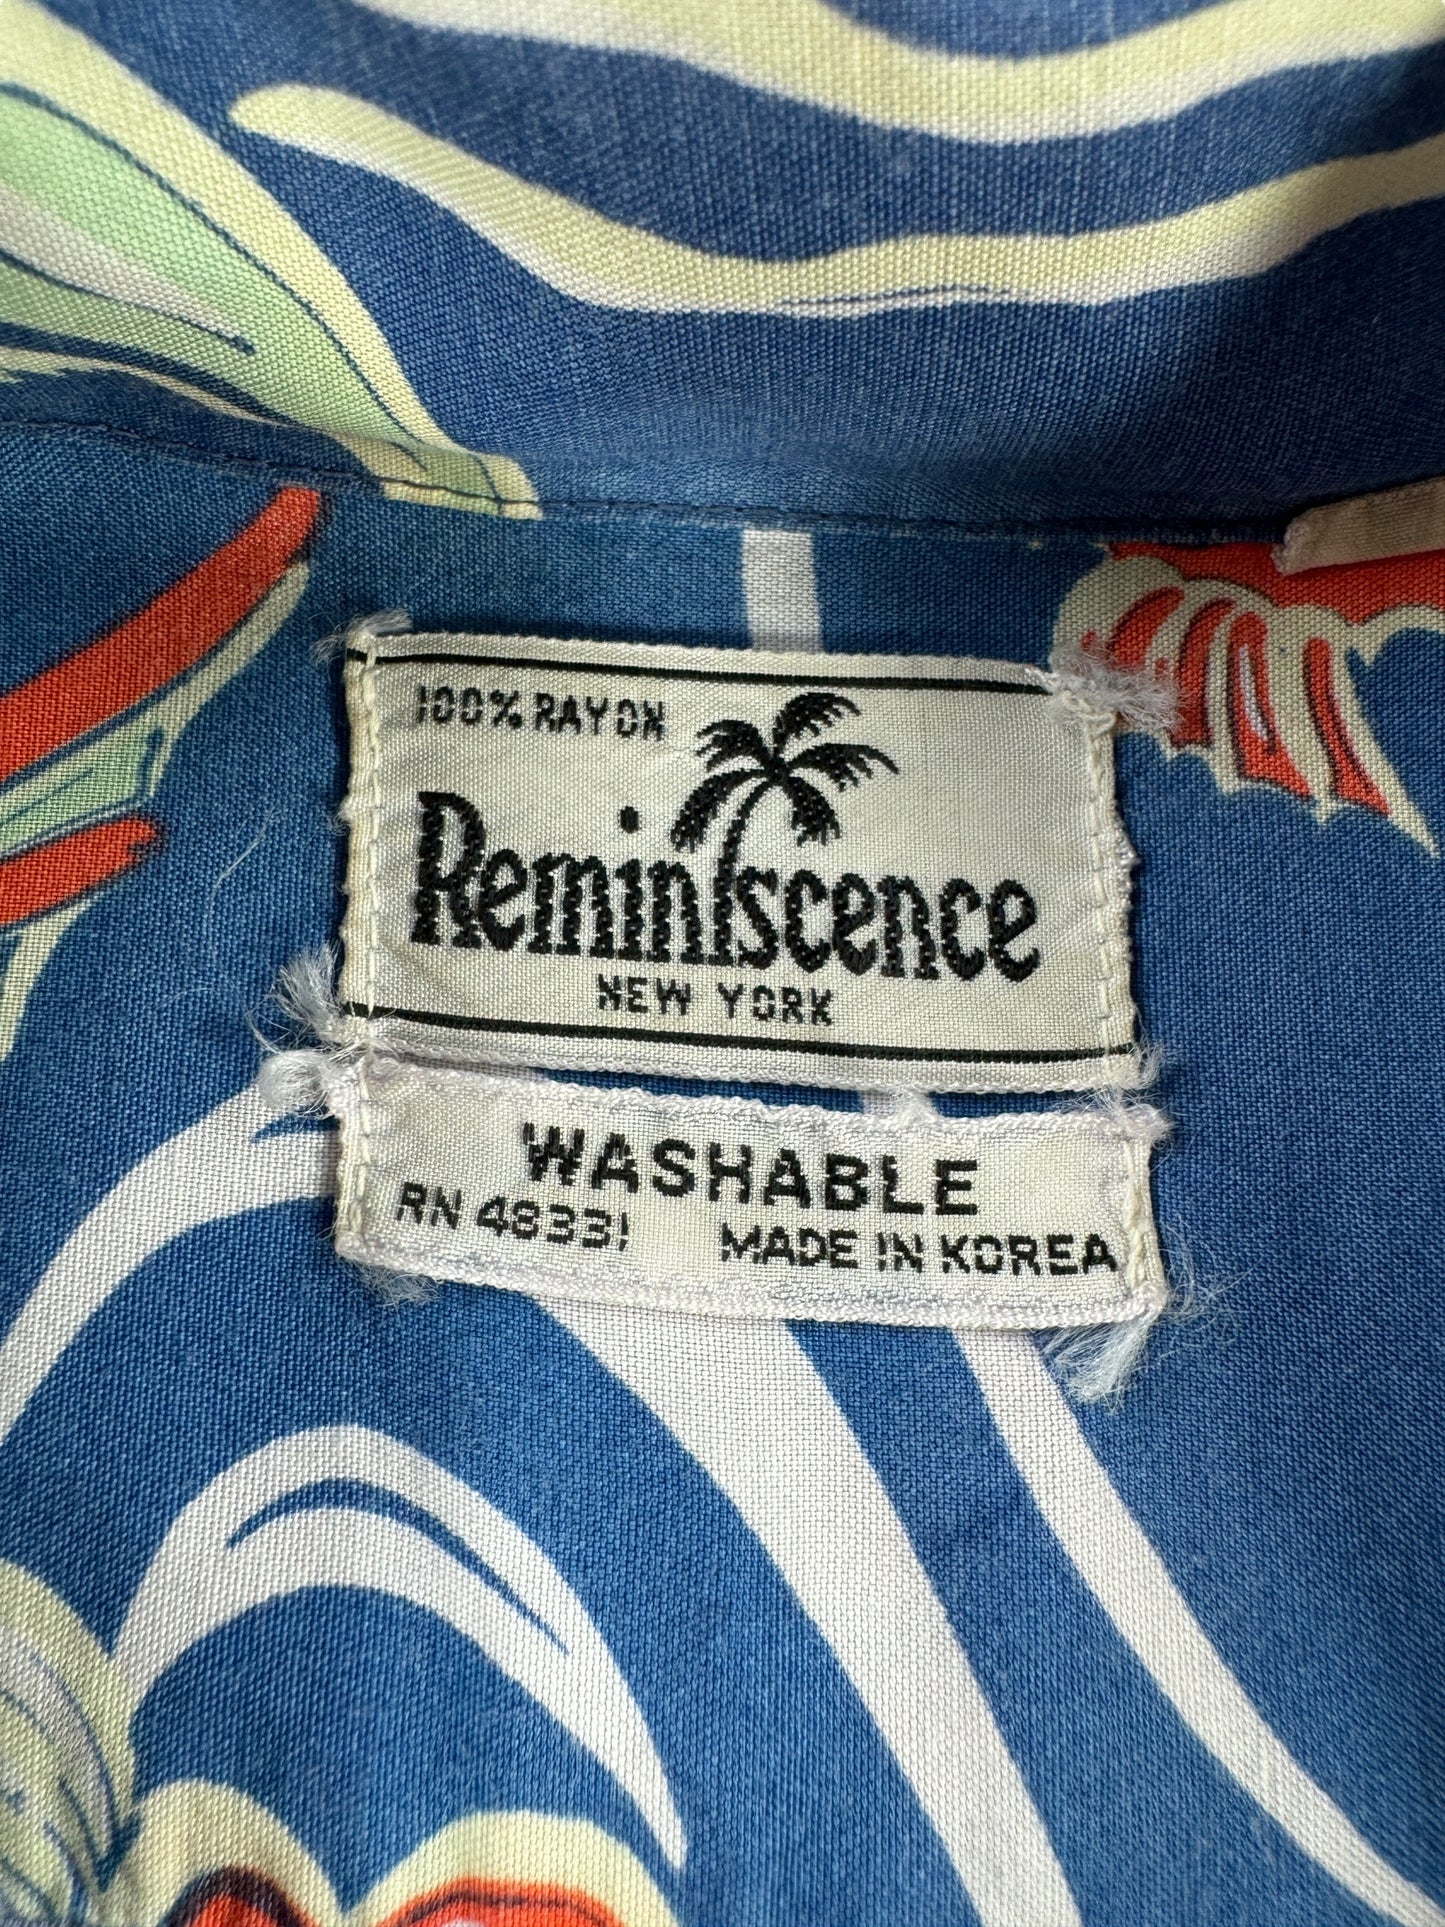 100% RAYON
Reminiscence
NEW YORK
WASHABLE
RN 48331 MADE IN KOREA